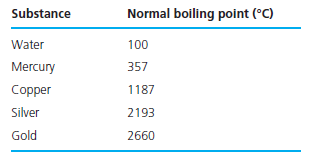 Substance Normal boiling point (°C)
Water 100
Mercury 357
Copper 1187
Silver 2193
Gold 2660